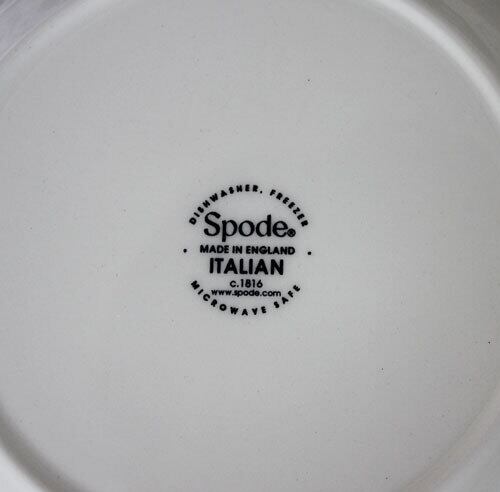 DISHWASHER, FREEZER
Spode®
MADE IN ENGLAND
ITALIAN
c.1816
www.spode.com
MICROWAVE SAFE